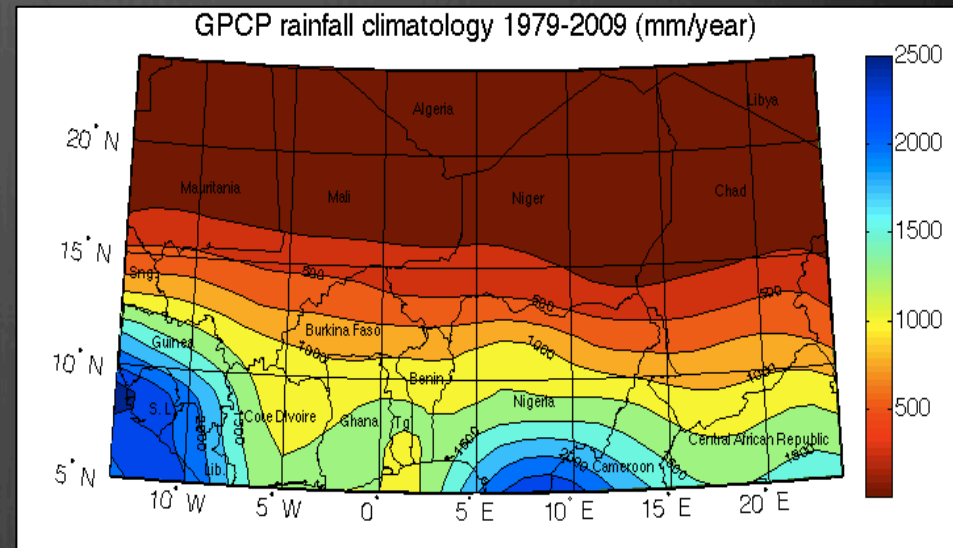 GPCP rainfall climatology 1979-2009 (mm/year)
2500
Algeria
Libya
20° N
2000
Mauritania
Mali
Niger
Chad
15° N
1500
Sng.
500
500
500
Guinea
Burkina Faso
1000
1000
1000
1000
10° N
Benin
S. L.
Cote DIvoire
Ghana
Tg
Nigeria
500
Central African Republic
Lib.
Cameroon
1500
5° N
10° W
5° W
0°
5° E
10° E
15° E
20° E